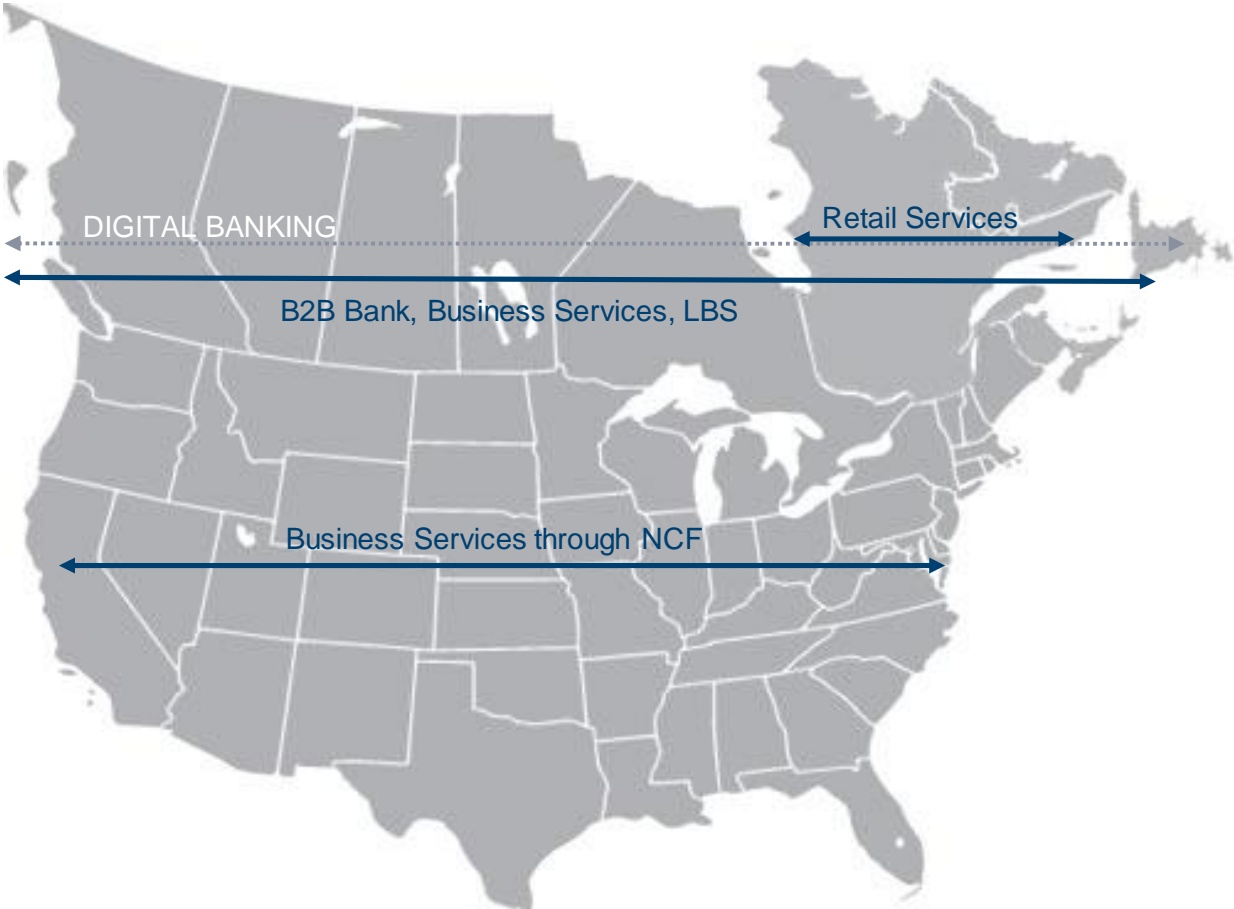 Retail Services
DIGITAL BANKING
B2B Bank, Business Services, LBS
Business Services through NCF